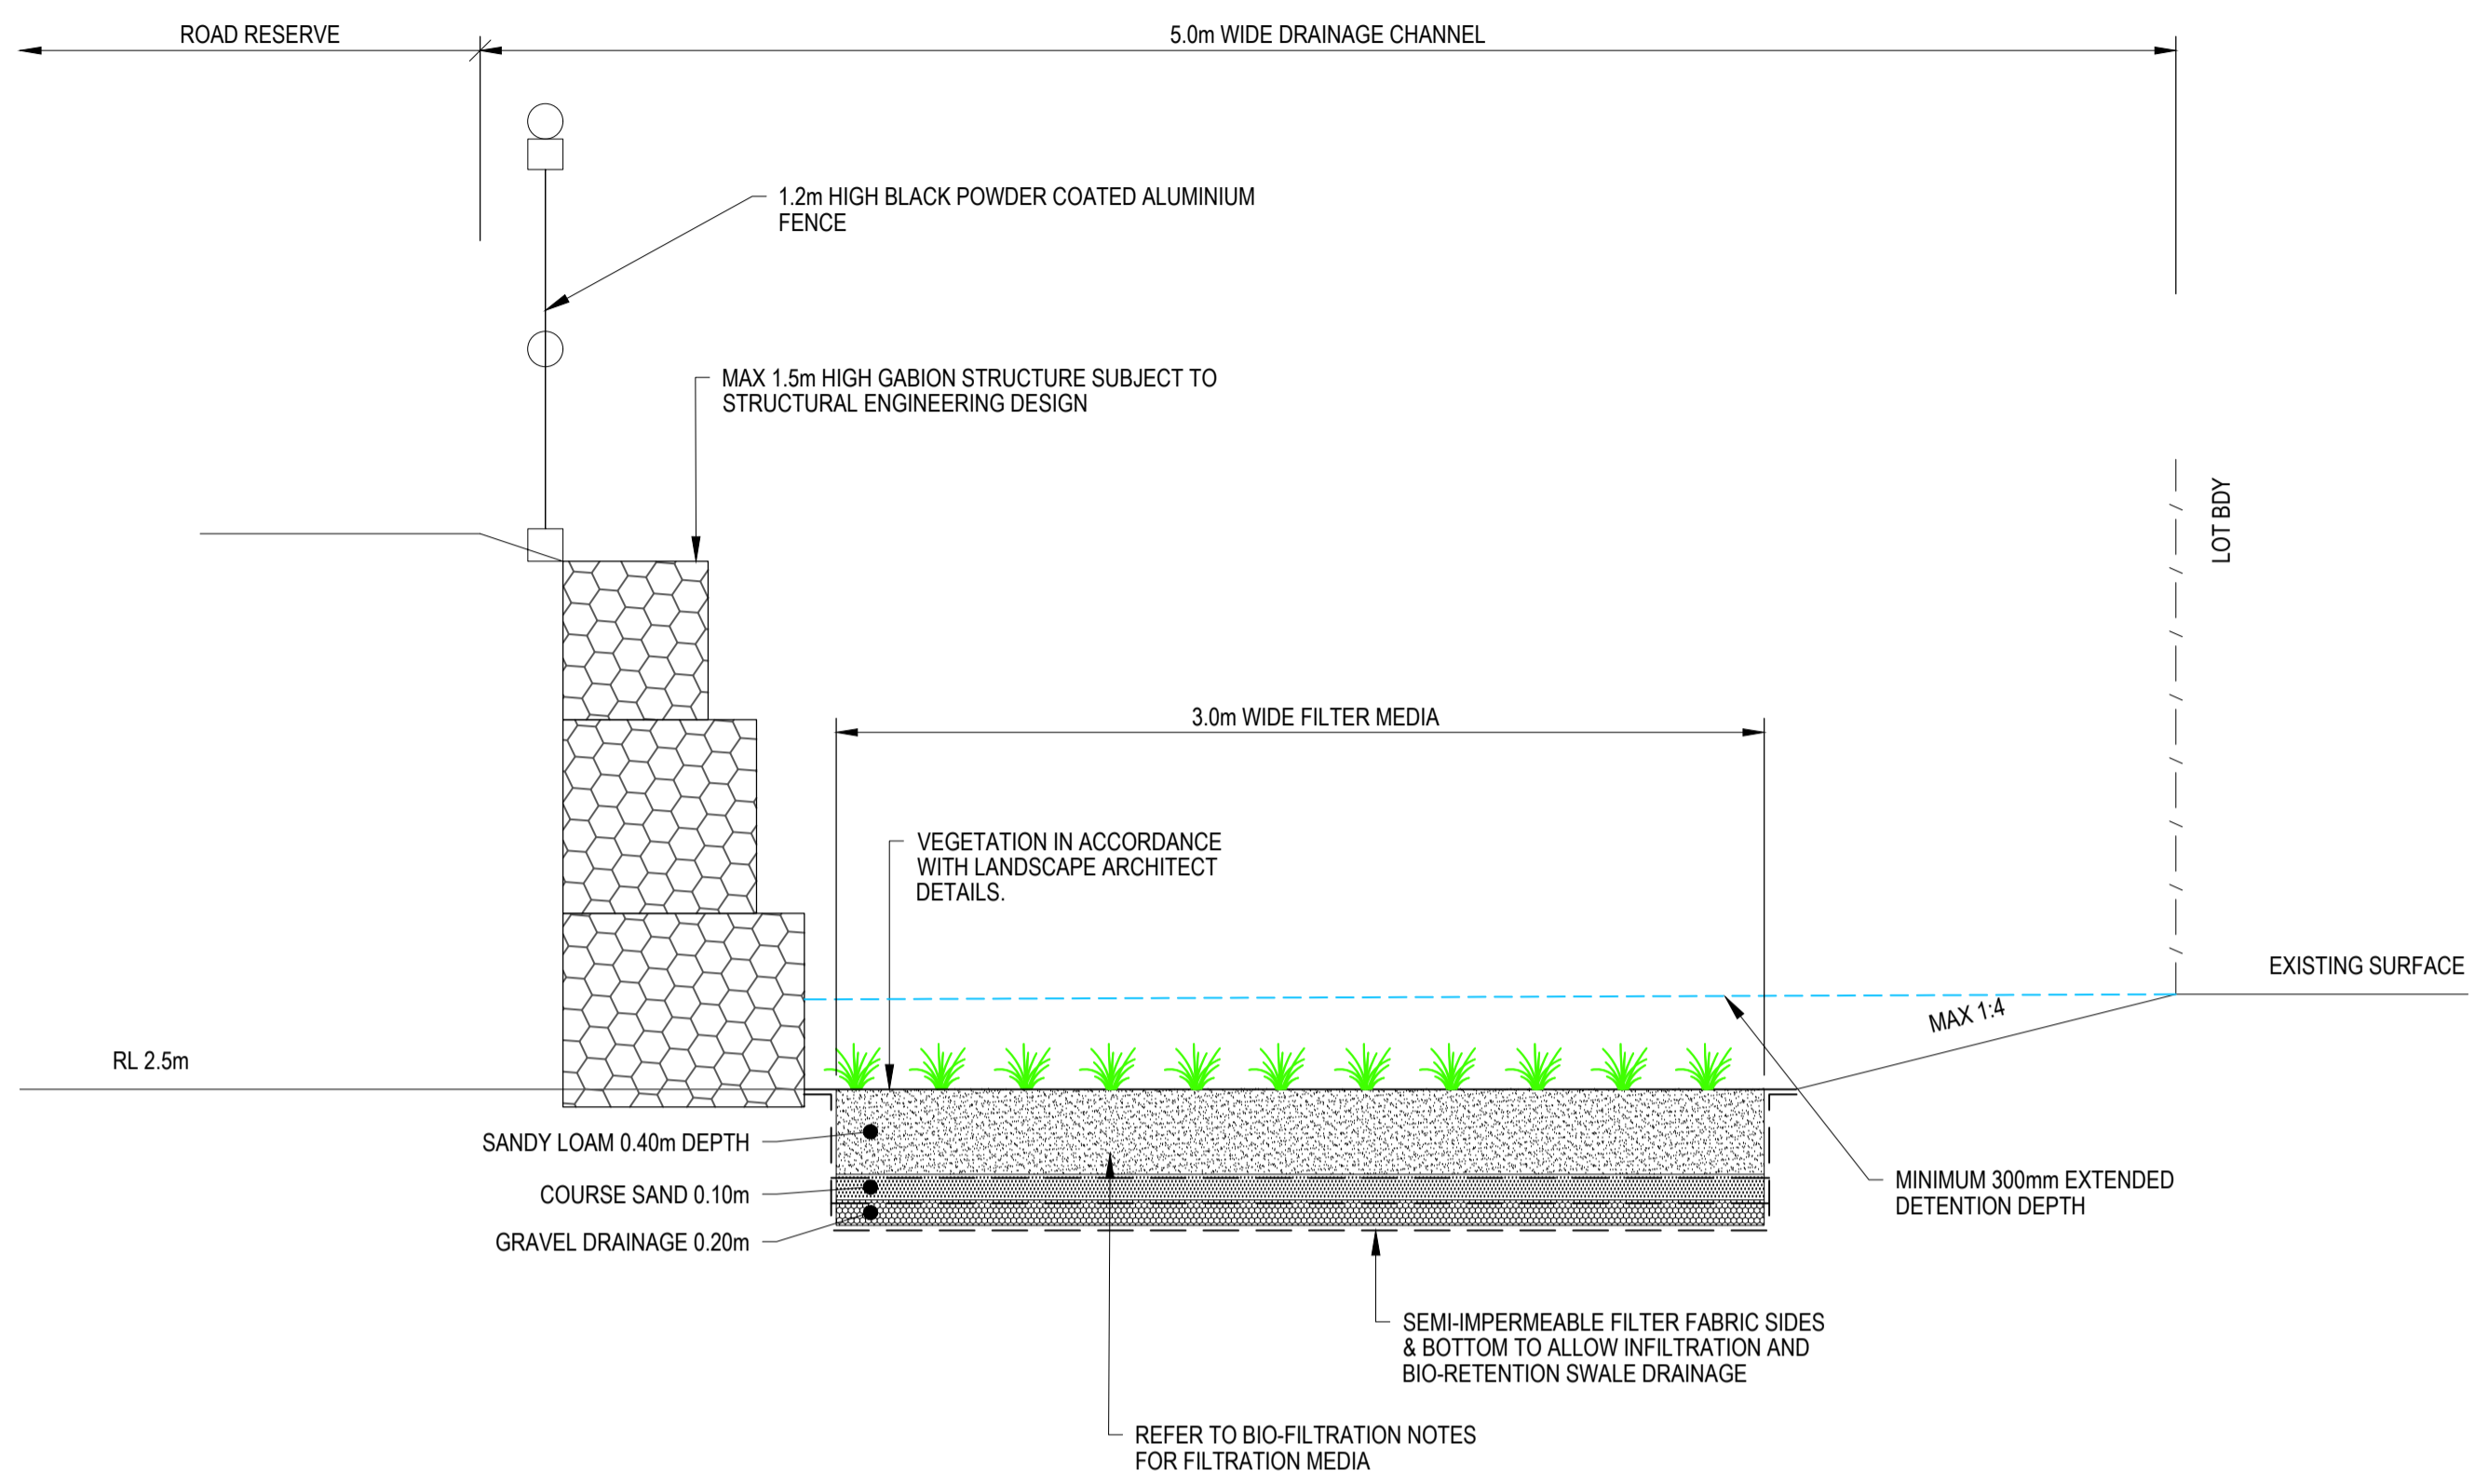 ROAD RESERVE
5.0m WIDE DRAINAGE CHANNEL
1.2m HIGH BLACK POWDER COATED ALUMINIUM
FENCE
MAX 1.5m HIGH GABION STRUCTURE SUBJECT TO
STRUCTURAL ENGINEERING DESIGN
LOT BDY
3.0m WIDE FILTER MEDIA
VEGETATION IN ACCORDANCE
WITH LANDSCAPE ARCHITECT
DETAILS.
EXISTING SURFACE
MAX 1:4
RL 2.5m
SANDY LOAM 0.40m DEPTH
COURSE SAND 0.10m
GRAVEL DRAINAGE 0.20m
MINIMUM 300mm EXTENDED
DETENTION DEPTH
SEMI-IMPERMEABLE FILTER FABRIC SIDES
& BOTTOM TO ALLOW INFILTRATION AND
BIO-RETENTION SWALE DRAINAGE
REFER TO BIO-FILTRATION NOTES
FOR FILTRATION MEDIA